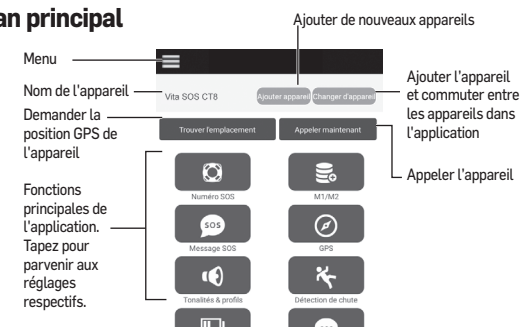 an principal
Ajouter de nouveaux appareils
Menu
Nom de l'appareil
Vita SOS CT8
Ajouter appareil
Changer d'appareil
Ajouter l'appareil
et commuter entre
les appareils dans
l'application
Demander la
position GPS de
l'appareil
Trouver l'emplacement
Appeler maintenant
Appeler l'appareil
Fonctions
principales de
l'application.
Tapez pour
parvenir aux
réglages
respectifs.
Numéro SOS
M1/M2
SOS
Message SOS
GPS
Tonalités & profils
Détection de chute